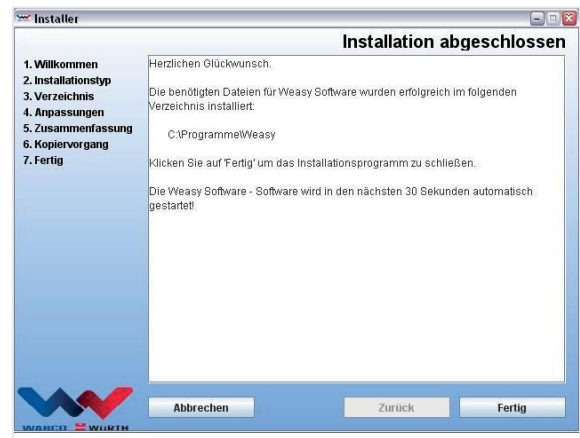 Installer
Installation abgeschlossen
1. Willkommen
2. Installationstyp
3. Verzeichnis
4. Anpassungen
5. Zusammenfassung
6. Kopiervorgang
7. Fertig
Herzlichen Glückwunsch.
Die benötigten Dateien für Weasy Software wurden erfolgreich im folgenden
Verzeichnis installiert:
C:\Programme\Weasy
Klicken Sie auf 'Fertig' um das Installationsprogramm zu schließen.
Die Weasy Software - Software wird in den nächsten 30 Sekunden automatisch
gestartet!
Abbrechen
Zurück
Fertig
WABCO WÜRTH